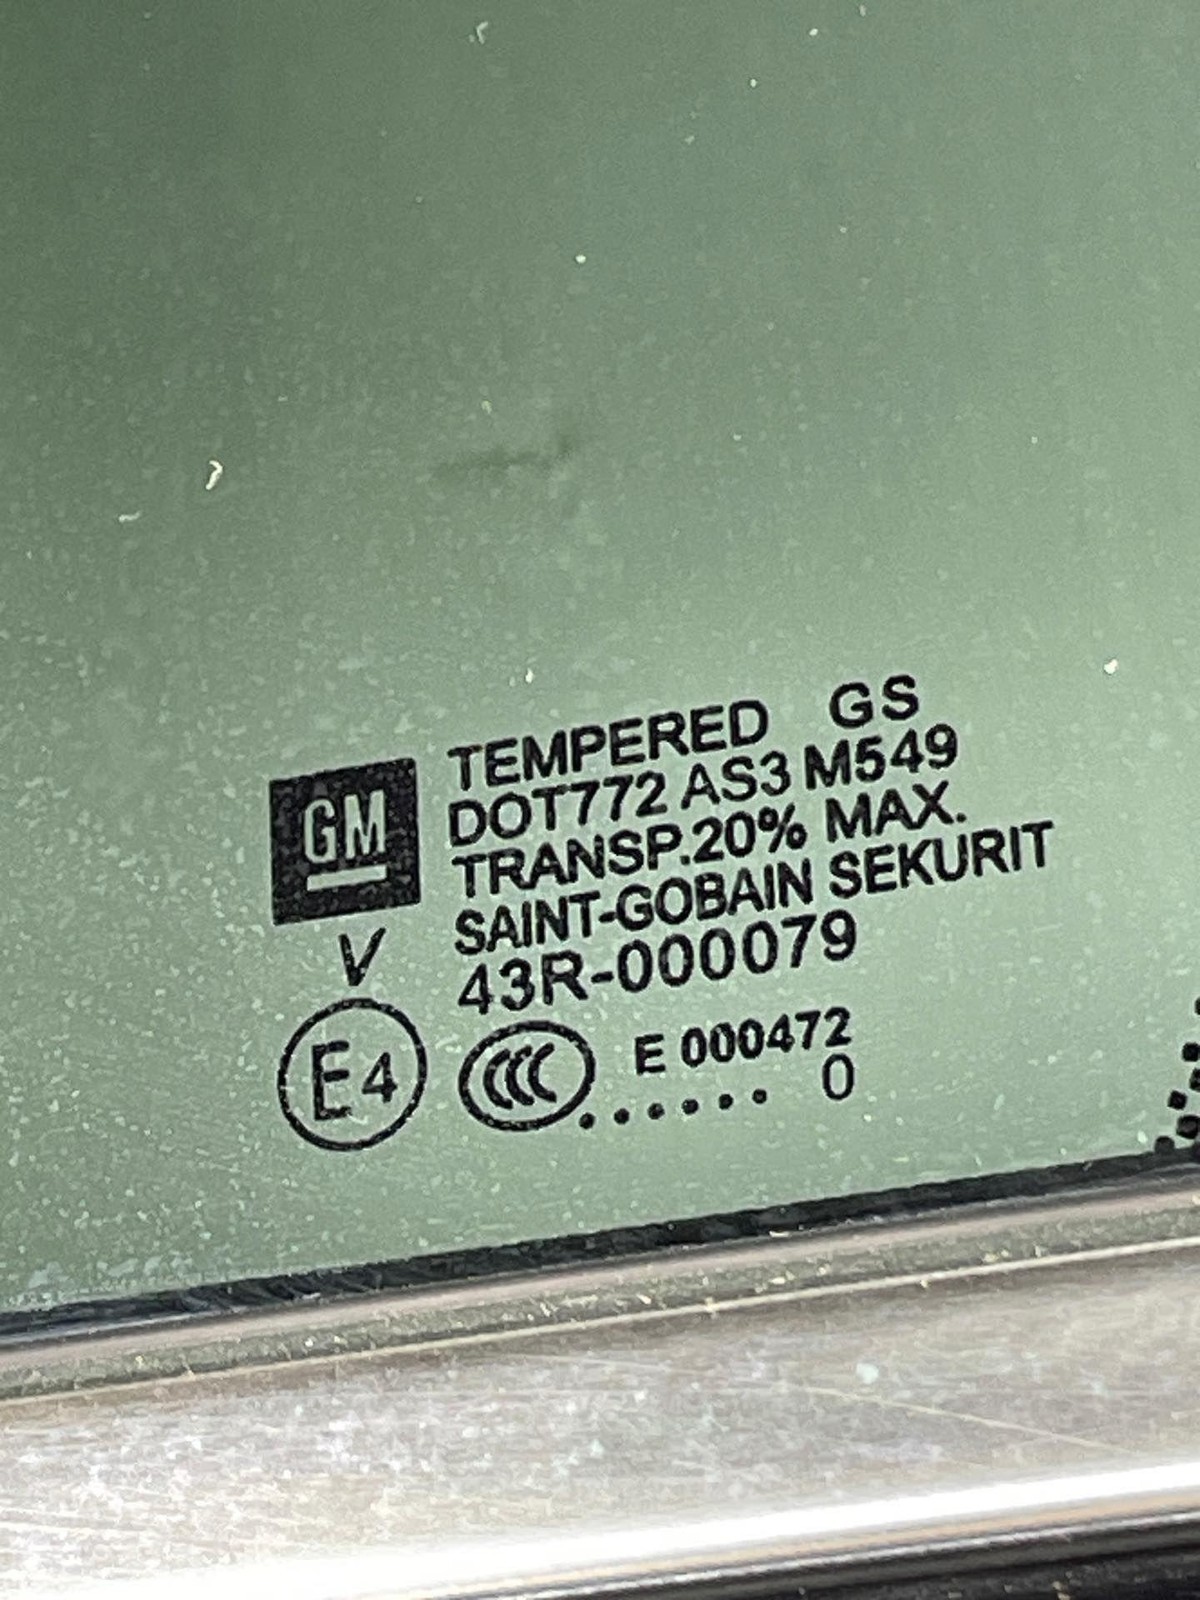 TEMPERED GS
DOT772 AS3 M549
TRANSP.20% MAX.
SAINT-GOBAIN SEKURIT
43R-000079
GM
V
E4
CCC
E 000472
...... 0